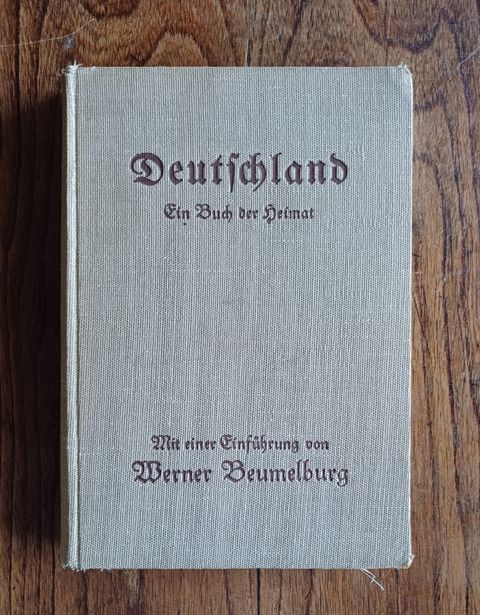 Deutſchland
Ein Buch der Heimat
Mit einer Einführung von
Werner Beumelburg